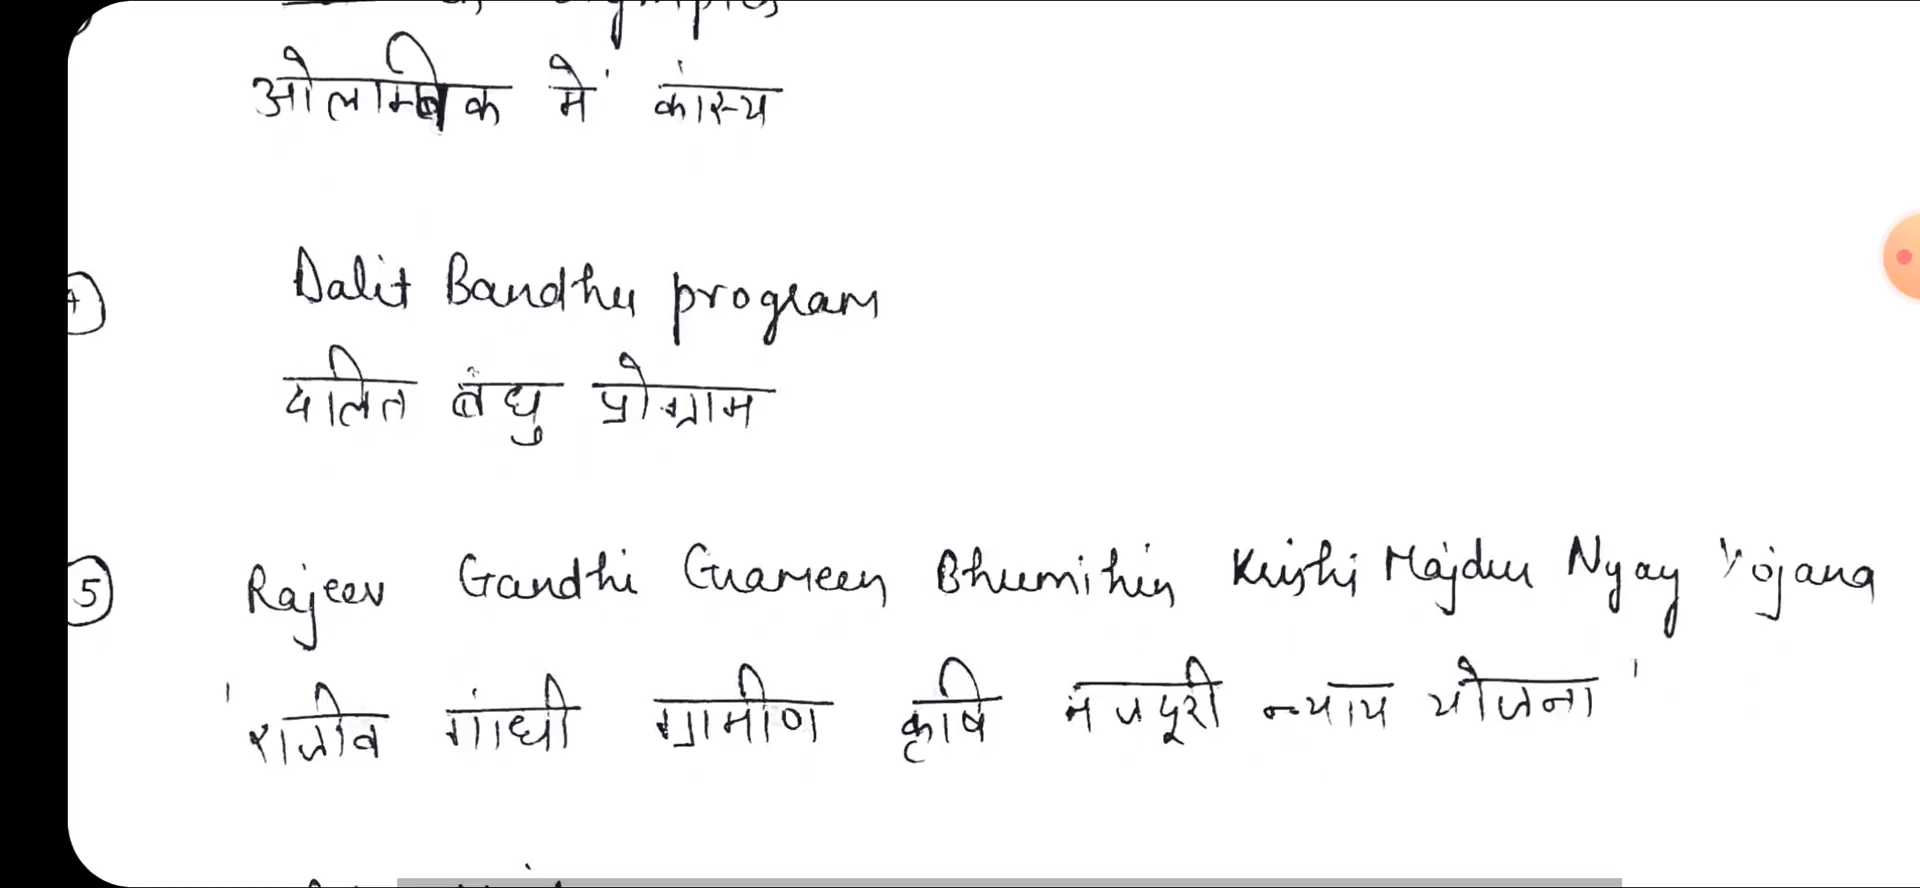 ओलम्बिक में कांस्य
4 Dalit Bandhu program
दलित बंधु प्रोग्राम
5 Rajeev Gandhi Grameen Bhumihin Krishi Majdur Nyay Yojana
'राजीव गांधी ग्रामीण कृषि मजदूरी न्याय योजना'